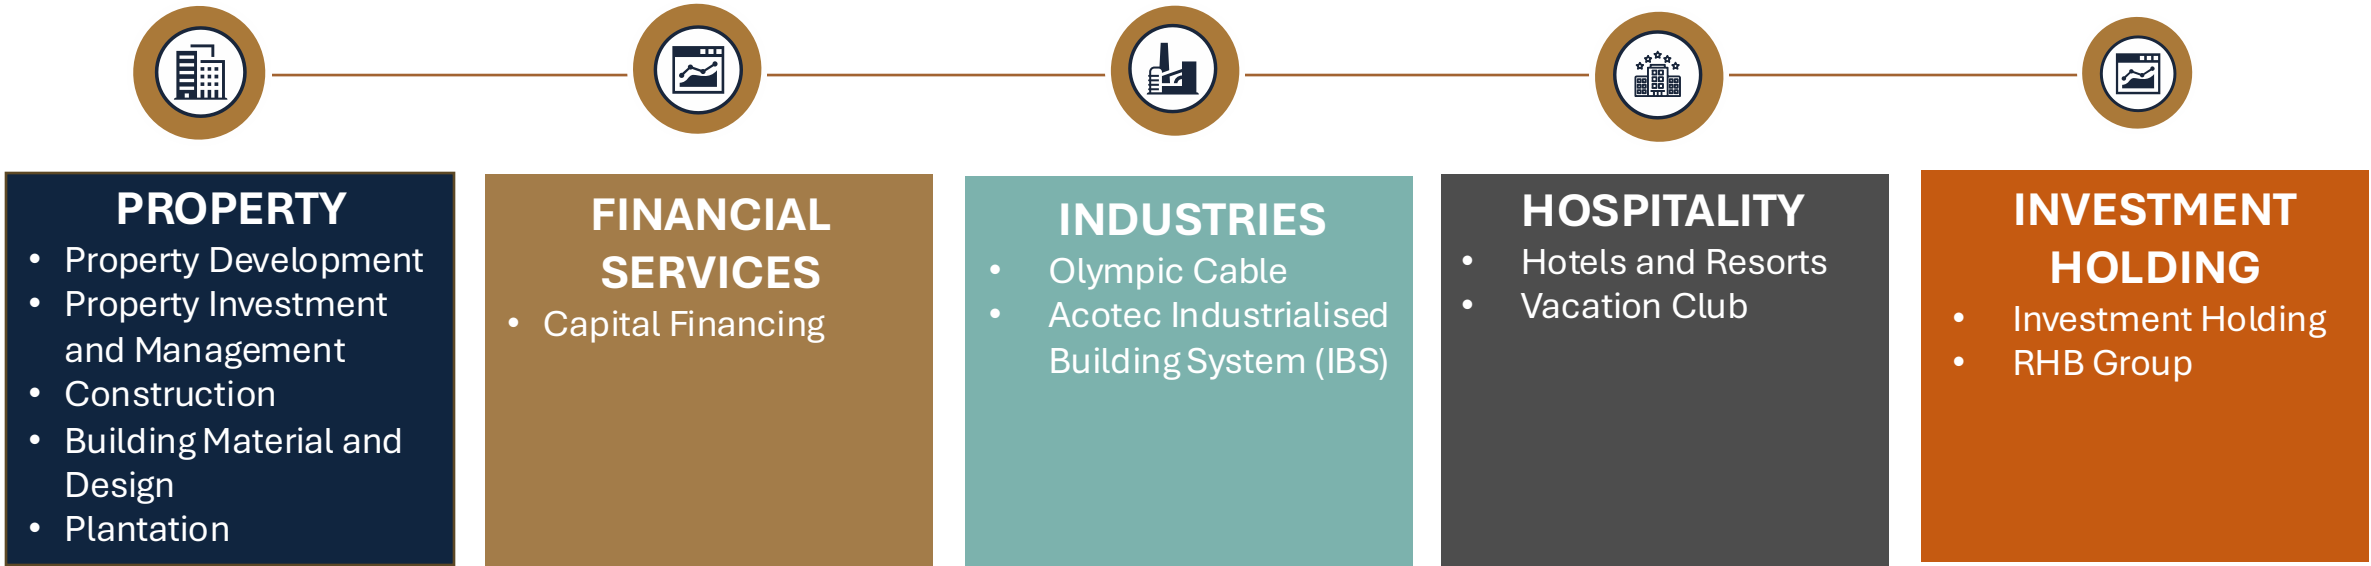 PROPERTY
• Property Development
• Property Investment
and Management
• Construction
• Building Material and
Design
• Plantation
FINANCIAL
SERVICES
• Capital Financing
INDUSTRIES
• Olympic Cable
• Acotec Industrialised
Building System (IBS)
HOSPITALITY
• Hotels and Resorts
• Vacation Club
INVESTMENT
HOLDING
• Investment Holding
• RHB Group